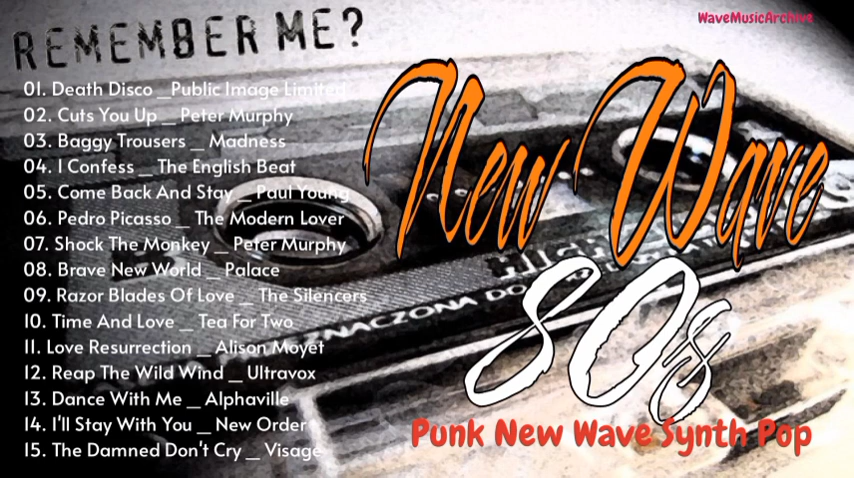 REMEMBER ME?
WaveMusicArchive
01. Death Disco _Public Image Limited
02. Cuts You Up _ Peter Murphy
03. Baggy Trousers _ Madness
04. I Confess _ The English Beat
05. Come Back And Stay _ Paul Young
06. Pedro Picasso _ The Modern Lover
07. Shock The Monkey _ Peter Murphy
08. Brave New World _ Palace
09. Razor Blades Of Love _ The Silencers
10. Time And Love _ Tea For Two
11. Love Resurrection _ Alison Moyet
12. Reap The Wild Wind _ Ultravox
13. Dance With Me _ Alphaville
14. I'll Stay With You _ New Order
15. The Damned Don't Cry _ Visage
New Wave
80s
Punk New Wave Synth Pop